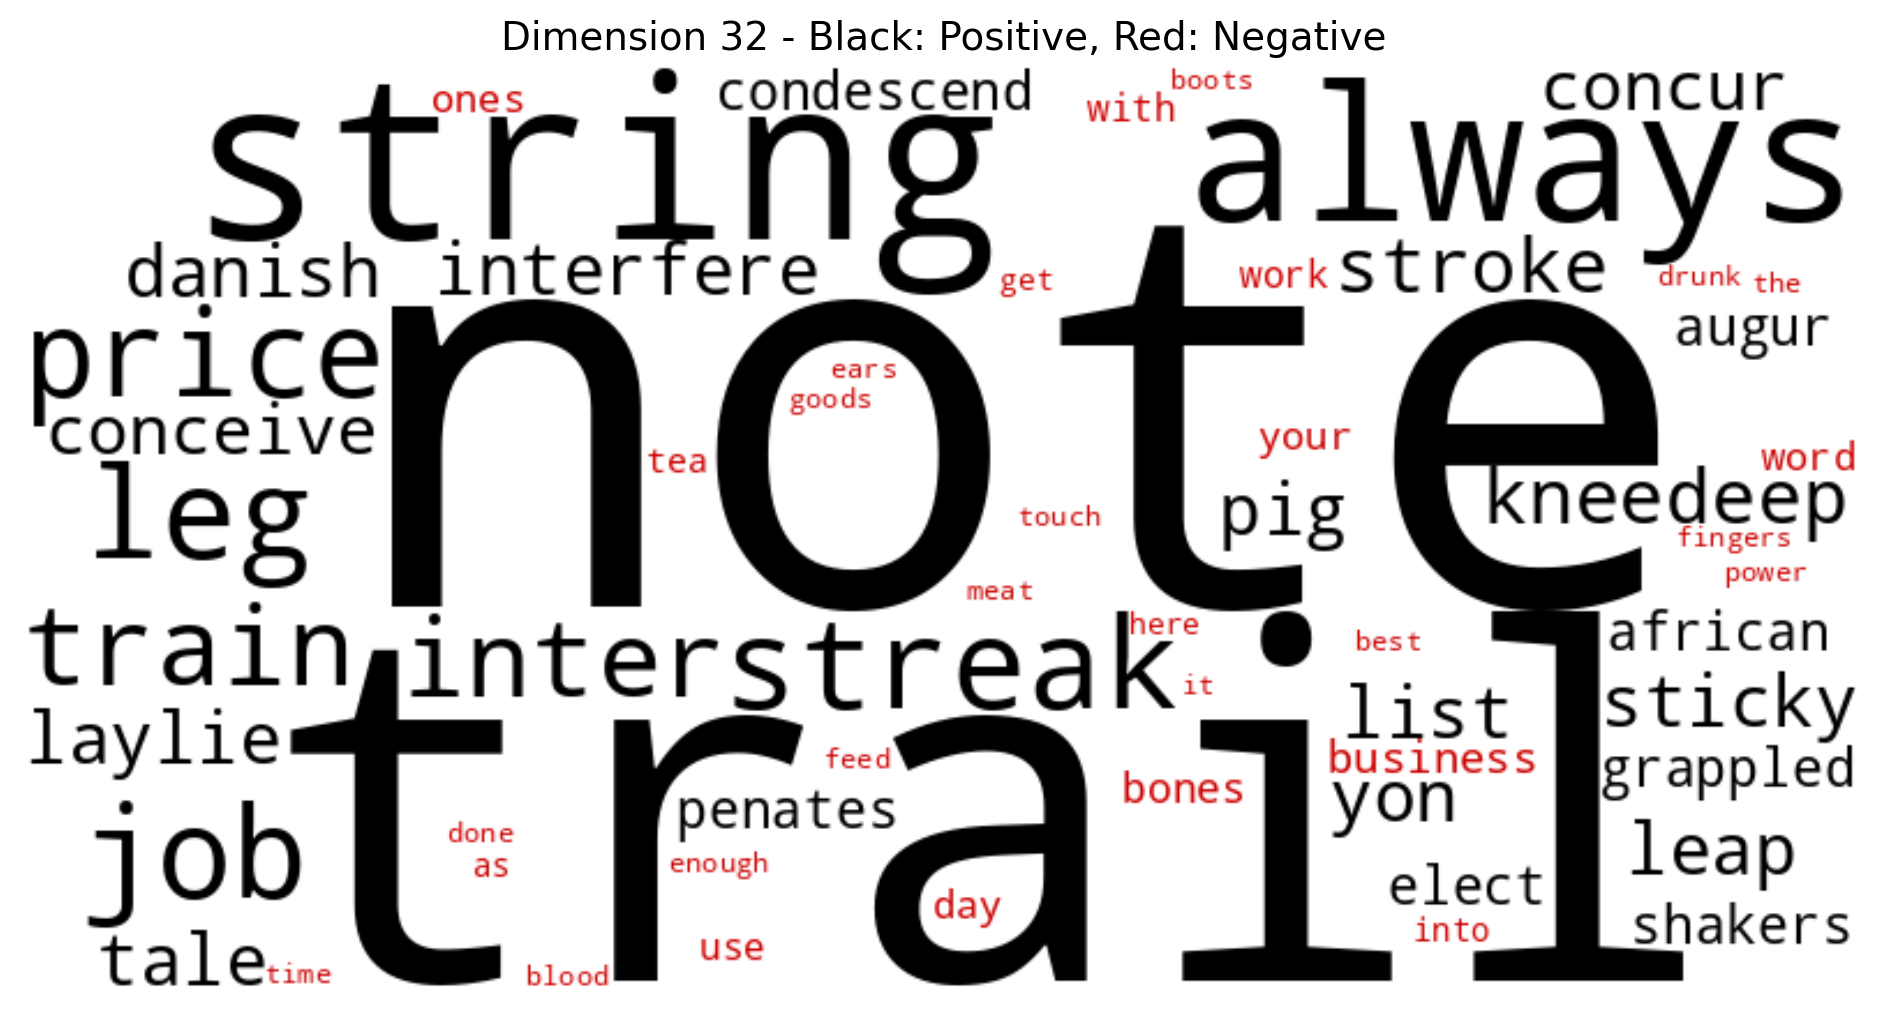 Dimension 32 - Black: Positive, Red: Negative
string
ones
condescend
with
boots
always
concur
danish
interfere
get
work
stroke
drunk
the
augur
price
note
ears
goods
conceive
tea
your
word
leg
touch
pig
kneedeep
fingers
power
meat
train
inter
streak
here
it
best
african
trail
list
sticky
laylie
feed
business
grappled
bones
yon
job
penates
done
as
enough
leap
elect
day
into
shakers
tale
time
use
blood